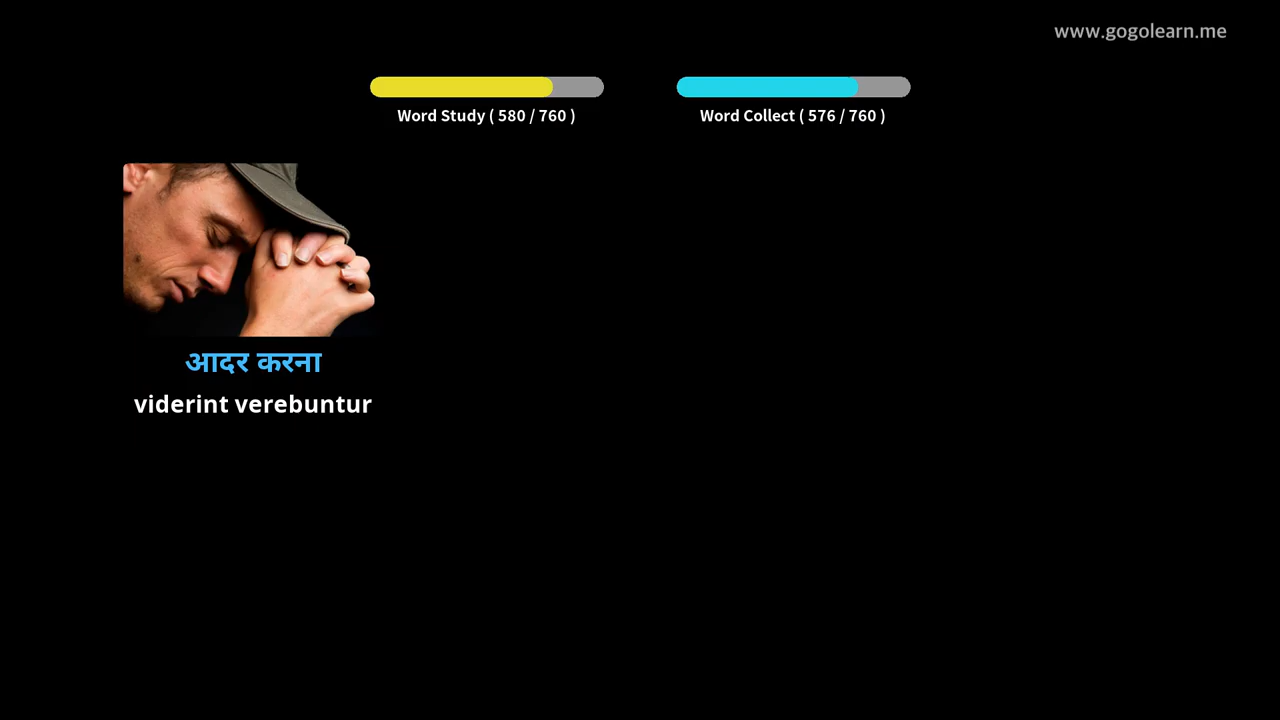 www.gogolearn.me
Word Study ( 580 / 760 )
Word Collect ( 576 / 760 )
आदर करना
viderint verebuntur